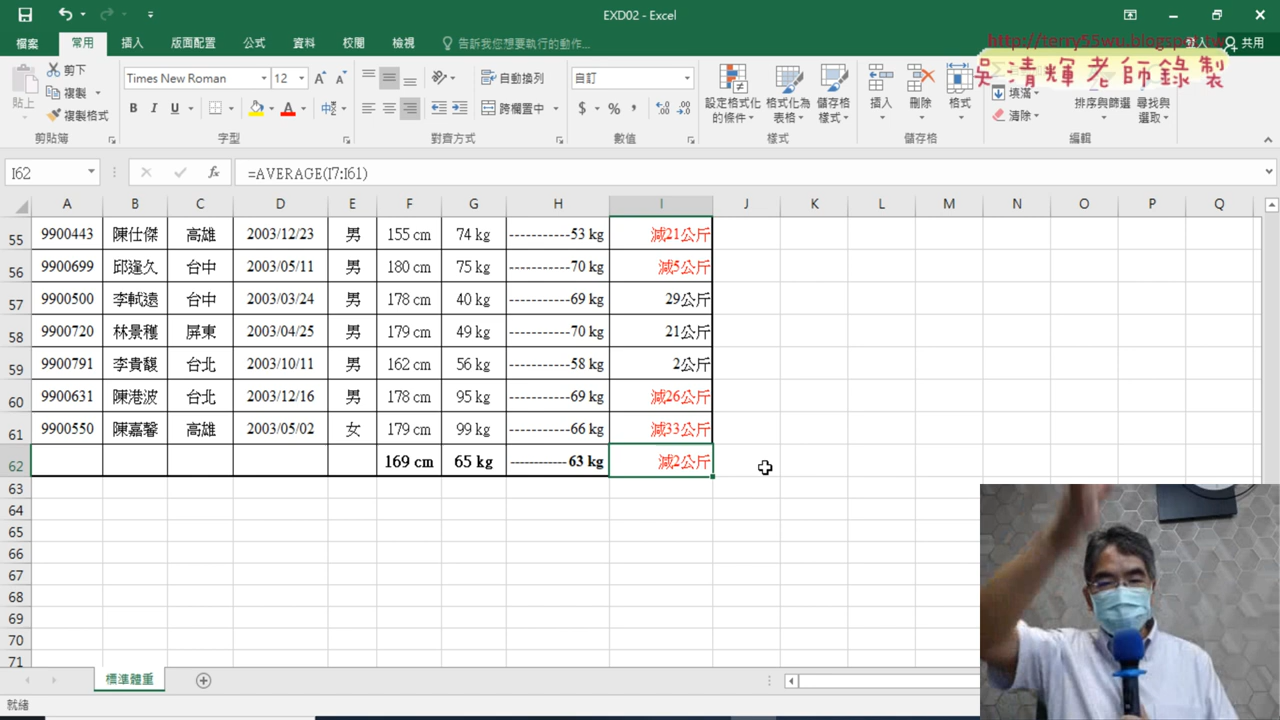 EXD02 - Excel
http://terry55wu.blogspot.tw
登入 共用
檔案 常用 插入 版面配置 公式 資料 校閱 檢視 告訴我您想要執行的動作...
吳清輝老師錄製
貼上 剪下 複製 複製格式
Times New Roman 12
B I U A 中
自動換列 跨欄置中
自訂
$ % ,
設定格式化的條件 格式化為表格 儲存格樣式
插入 刪除 格式
填滿 清除 排序與篩選 尋找與選取
剪貼簿 字型 對齊方式 數值 樣式 儲存格 編輯
I62 fx =AVERAGE(I7:I61)
A B C D E F G H I J K L M N O P Q
55 9900443 陳仕傑 高雄 2003/12/23 男 155 cm 74 kg -----------53 kg 減21公斤
56 9900699 邱逢久 台中 2003/05/11 男 180 cm 75 kg -----------70 kg 減5公斤
57 9900500 李軾遠 台中 2003/03/24 男 178 cm 40 kg -----------69 kg 29公斤
58 9900720 林景穫 屏東 2003/04/25 男 179 cm 49 kg -----------70 kg 21公斤
59 9900791 李貴馥 台北 2003/10/11 男 162 cm 56 kg -----------58 kg 2公斤
60 9900631 陳港波 台北 2003/12/16 男 178 cm 95 kg -----------69 kg 減26公斤
61 9900550 陳嘉馨 高雄 2003/05/02 女 179 cm 99 kg -----------66 kg 減33公斤
62 169 cm 65 kg -----------63 kg 減2公斤
63
64
65
66
67
68
69
70
71
標準體重
就緒